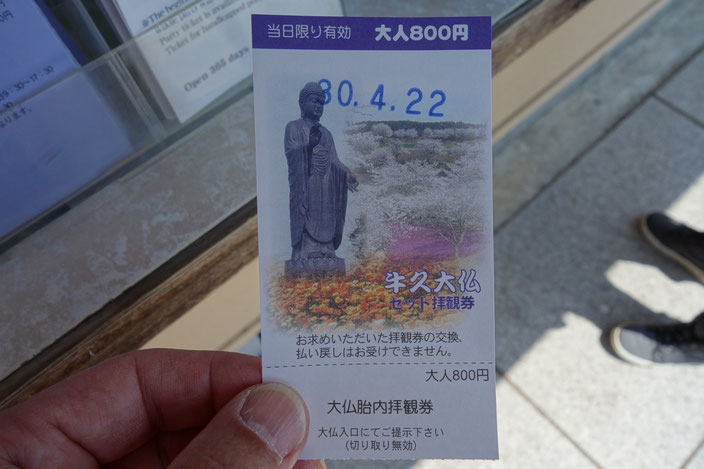 当日限り有効 大人800円
30.4.22
牛久大仏
セット拝観券
お求めいただいた拝観券の交換、
払い戻しはお受けできません。
大人800円
大仏胎内拝観券
大仏入口にてご提示下さい
(切り取り無効)
Party ticket is available
Ticket for handicapped
Open 365 days